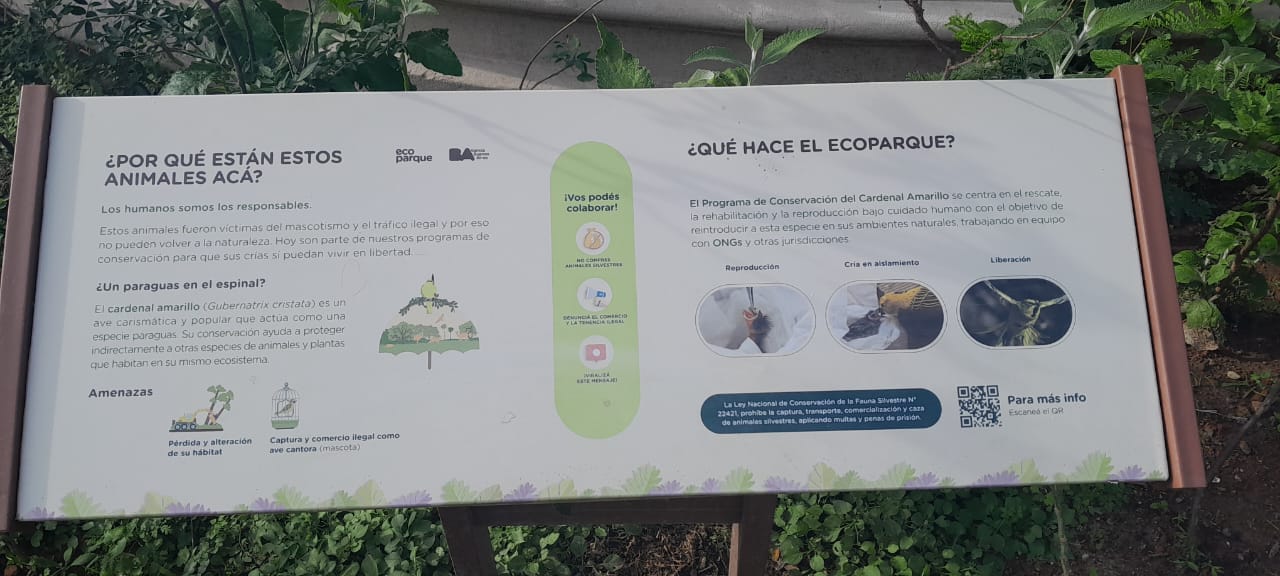 ¿POR QUÉ ESTÁN ESTOS
ANIMALES ACÁ?
eco
parque
BA
Los humanos somos los responsables.
Estos animales fueron víctimas del mascotismo y el tráfico ilegal y por eso
no pueden volver a la naturaleza. Hoy son parte de nuestros programas de
conservación para que sus crías si puedan vivir en libertad.
¿Un paraguas en el espinal?
El cardenal amarillo (Gubernatrix cristata) es un
ave carismática y popular que actúa como una
especie paraguas. Su conservación ayuda a proteger
indirectamente a otras especies de animales y plantas
que habitan en su mismo ecosistema.
Amenazas
Pérdida y alteración
de su hábitat
Captura y comercio ilegal como
ave cantora (mascota)
¡Vos podés
colaborar!
NO COMPRES
ANIMALES SILVESTRES
DENUNCIÁ EL COMERCIO
Y LA TENENCIA ILEGAL
¡VIRALIZÁ
ESTE MENSAJE!
¿QUÉ HACE EL ECOPARQUE?
El Programa de Conservación del Cardenal Amarillo se centra en el rescate,
la rehabilitación y la reproducción bajo cuidado humano con el objetivo de
reintroducir a esta especie en sus ambientes naturales, trabajando en equipo
con ONGs y otras jurisdicciones.
Reproducción
Cría en aislamiento
Liberación
La Ley Nacional de Conservación de la Fauna Silvestre N°
22421, prohíbe la captura, transporte, comercialización y caza
de animales silvestres, aplicando multas y penas de prisión.
Para más info
Escaneá el QR